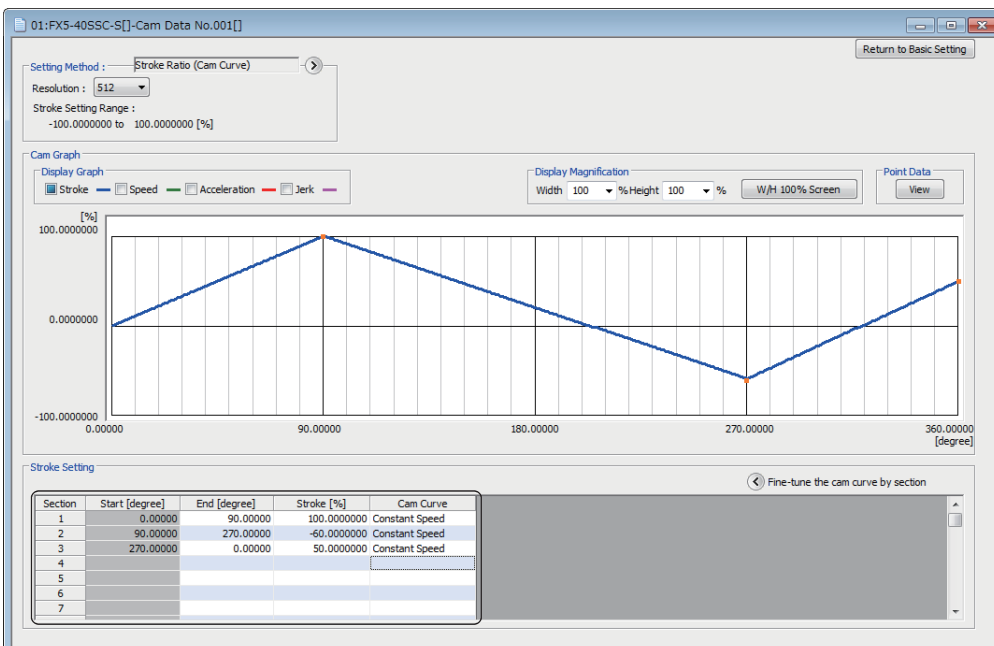 01:FX5-40SSC-S[]-Cam Data No.001[]
Return to Basic Setting
Setting Method : Stroke Ratio (Cam Curve)
Resolution : 512
Stroke Setting Range :
-100.0000000 to 100.0000000 [%]
Cam Graph
Display Graph Display Magnification Point Data
Stroke Speed Acceleration Jerk Width 100 % Height 100 % W/H 100% Screen View
[%]
100.0000000
0.0000000
-100.0000000
0.00000 90.00000 180.00000 270.00000 360.00000
[degree]
Stroke Setting
Fine-tune the cam curve by section
Section Start [degree] End [degree] Stroke [%] Cam Curve
1 0.00000 90.00000 100.0000000 Constant Speed
2 90.00000 270.00000 -60.0000000 Constant Speed
3 270.00000 0.00000 50.0000000 Constant Speed
4
5
6
7